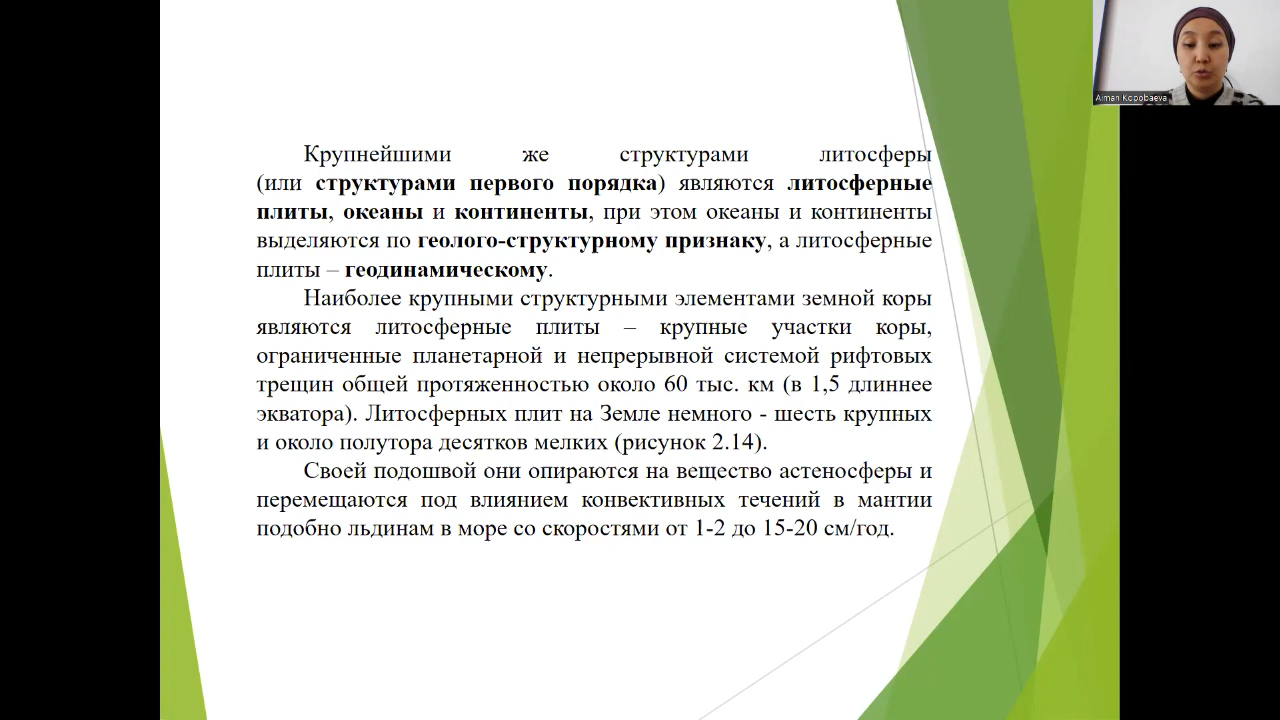 Aiman Kopobaeva
Крупнейшими же структурами литосферы
(или структурами первого порядка) являются литосферные
плиты, океаны и континенты, при этом океаны и континенты
выделяются по геолого-структурному признаку, а литосферные
плиты – геодинамическому.
Наиболее крупными структурными элементами земной коры
являются литосферные плиты – крупные участки коры,
ограниченные планетарной и непрерывной системой рифтовых
трещин общей протяженностью около 60 тыс. км (в 1,5 длиннее
экватора). Литосферных плит на Земле немного - шесть крупных
и около полутора десятков мелких (рисунок 2.14).
Своей подошвой они опираются на вещество астеносферы и
перемещаются под влиянием конвективных течений в мантии
подобно льдинам в море со скоростями от 1-2 до 15-20 см/год.